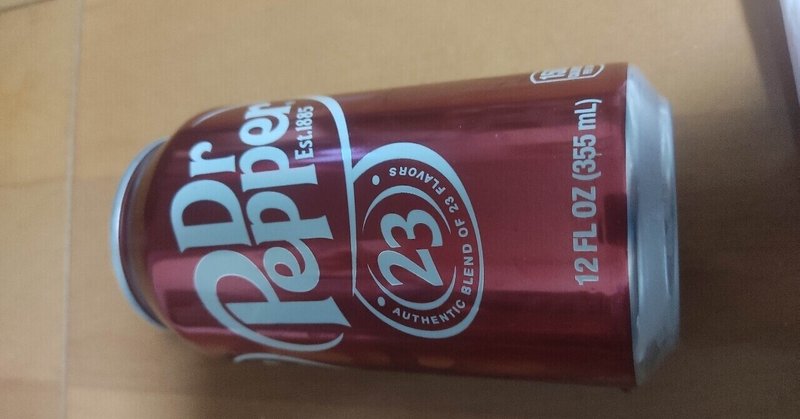 Dr
Pepper
Est.1885
23
AUTHENTIC BLEND OF 23 FLAVORS
12 FL OZ (355 mL)